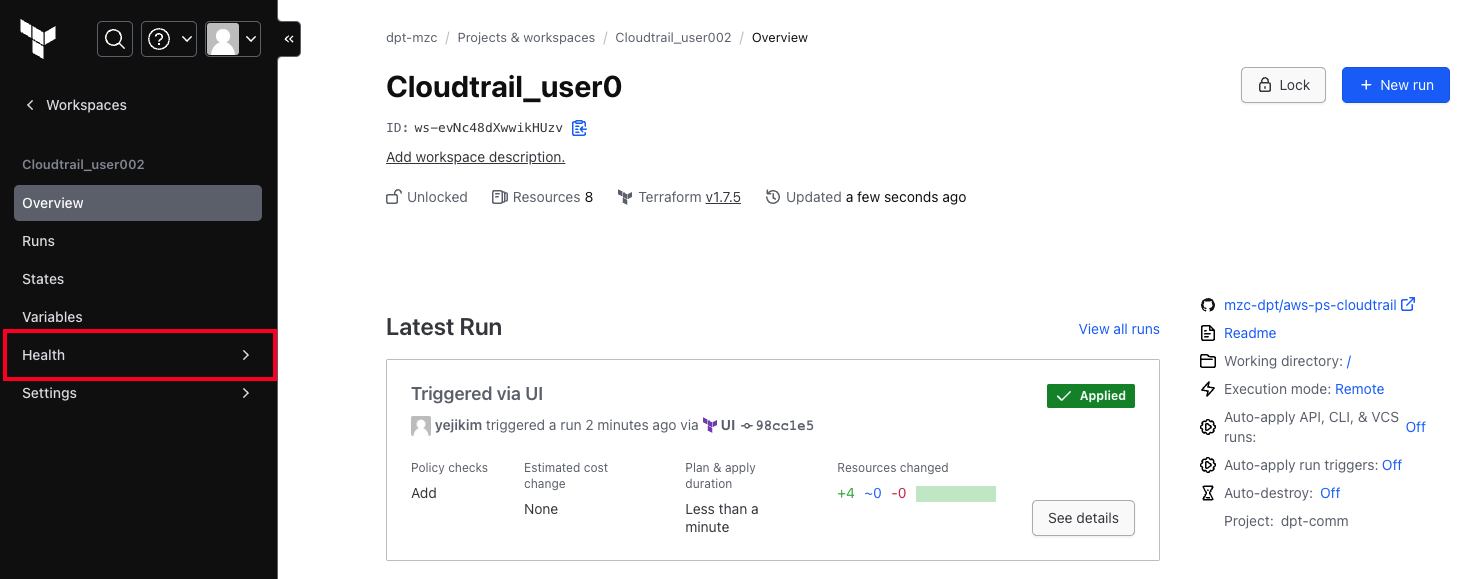 Workspaces
Cloudtrail_user002
Overview
Runs
States
Variables
Health
Settings
dpt-mzc / Projects & workspaces / Cloudtrail_user002 / Overview
Cloudtrail_user0
Lock
+ New run
ID: ws-evNc48dXwwikHUzv
Add workspace description.
Unlocked Resources 8 Terraform v1.7.5 Updated a few seconds ago
Latest Run
View all runs
Triggered via UI
Applied
yejikim triggered a run 2 minutes ago via UI 98cc1e5
Policy checks
Add
Estimated cost
change
None
Plan & apply
duration
Less than a
minute
Resources changed
+4 ~0 -0
See details
mzc-dpt/aws-ps-cloudtrail
Readme
Working directory: /
Execution mode: Remote
Auto-apply API, CLI, & VCS
runs: Off
Auto-apply run triggers: Off
Auto-destroy: Off
Project: dpt-comm